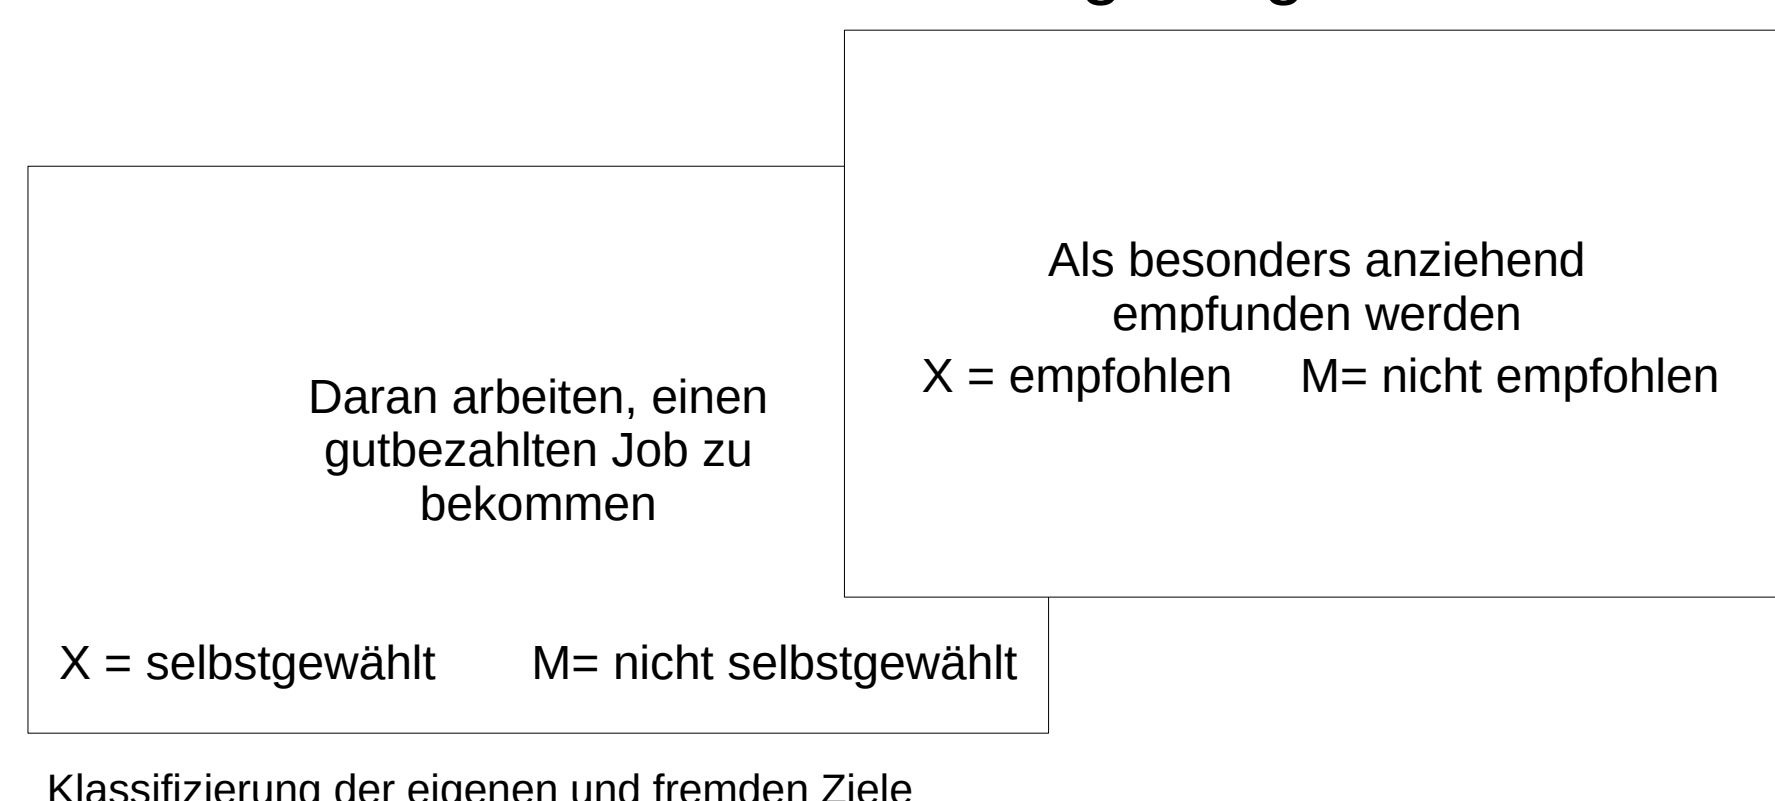 Als besonders anziehend
empfunden werden
X = empfohlen M= nicht empfohlen
Daran arbeiten, einen
gutbezahlten Job zu
bekommen
X = selbstgewählt M= nicht selbstgewählt
Klassifizierung der eigenen und fremden Ziele